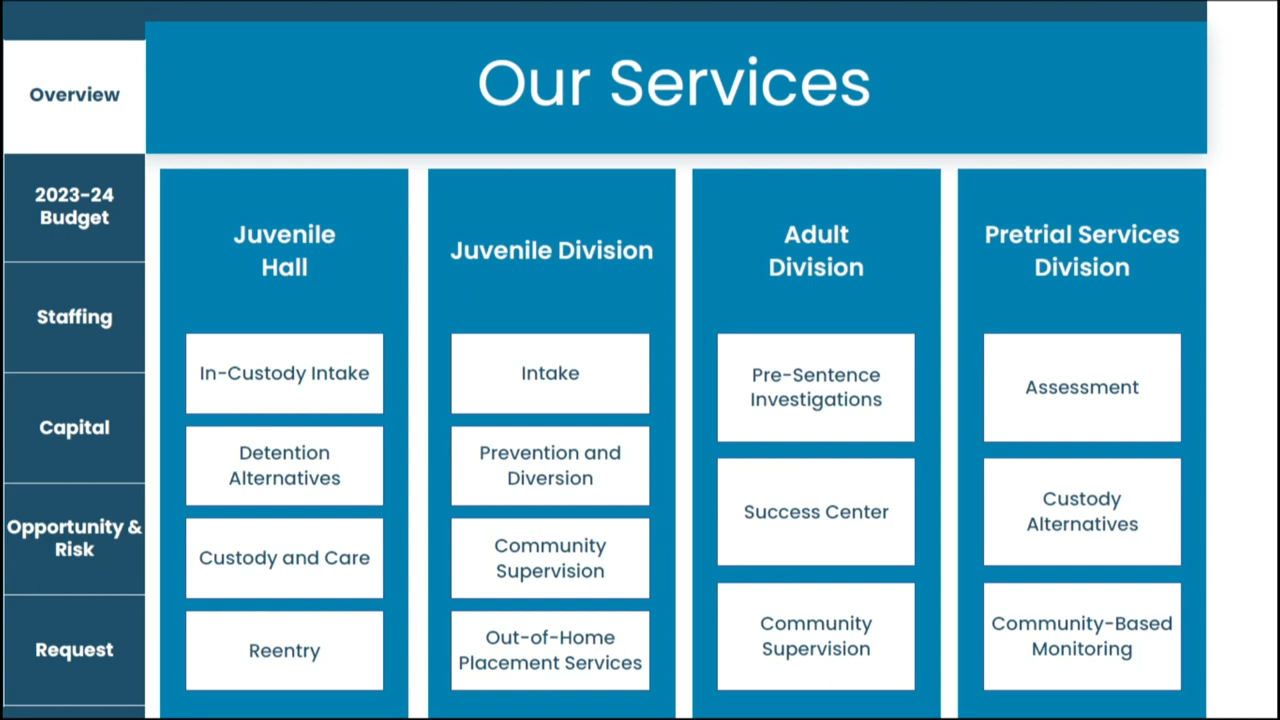 Our Services
Overview
2023-24
Budget
Staffing
Capital
Opportunity &
Risk
Request
Juvenile
Hall
In-Custody Intake
Detention
Alternatives
Custody and Care
Reentry
Juvenile Division
Intake
Prevention and
Diversion
Community
Supervision
Out-of-Home
Placement Services
Adult
Division
Pre-Sentence
Investigations
Success Center
Community
Supervision
Pretrial Services
Division
Assessment
Custody
Alternatives
Community-Based
Monitoring